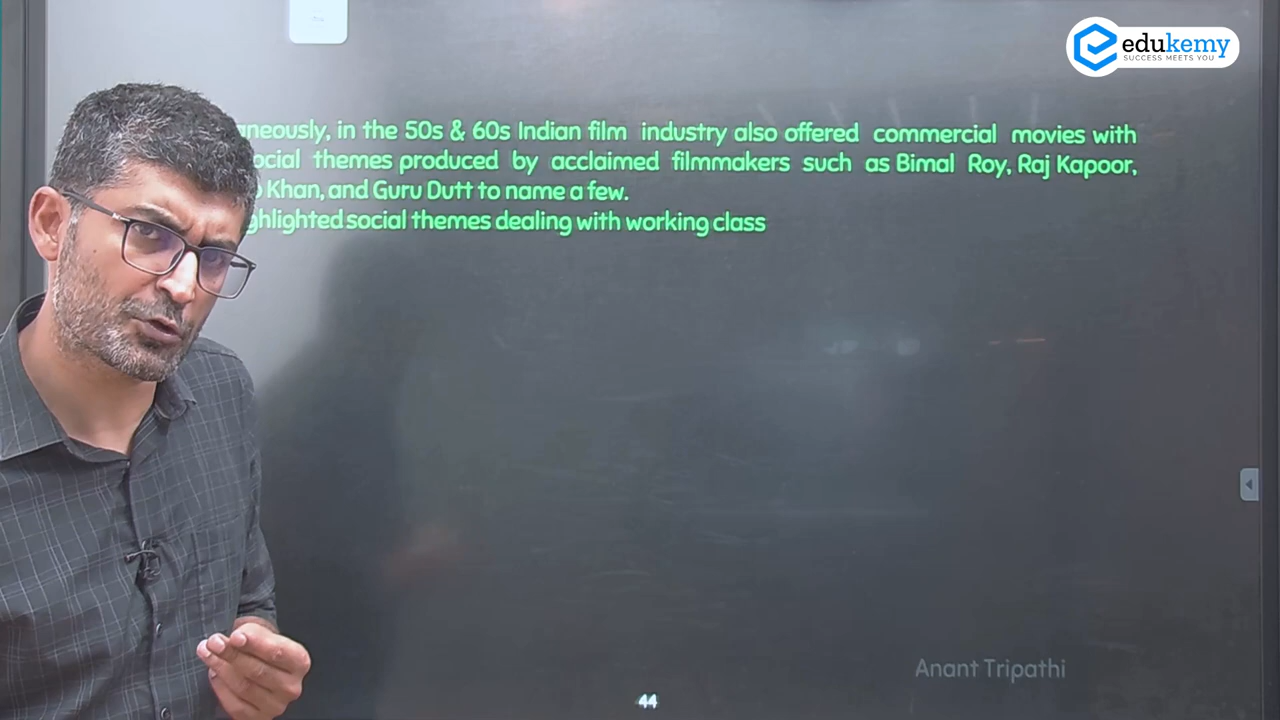 edukemy
SUCCESS MEETS YOU
in the 50s & 60s Indian film industry also offered commercial movies with
themes produced by acclaimed filmmakers such as Bimal Roy, Raj Kapoor,
Khan, and Guru Dutt to name a few.
social themes dealing with working class
Anant Tripathi
44